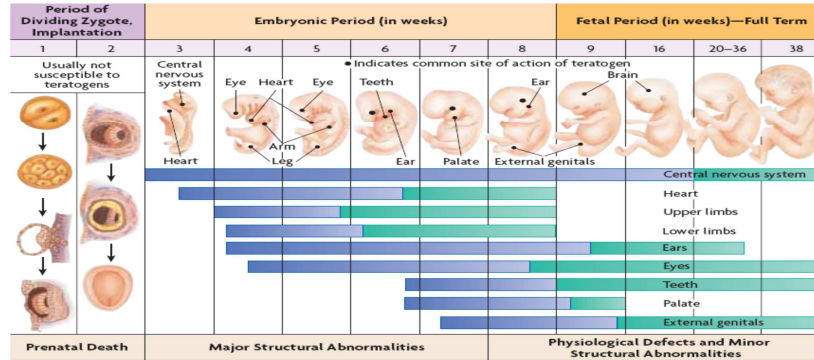 Period of
Dividing Zygote,
Implantation
Embryonic Period (in weeks)
Fetal Period (in weeks)—Full Term
1 2 3 4 5 6 7 8 9 16 20–36 38
Usually not
susceptible to
teratogens
Central
nervous
system
Heart
●Indicates common site of action of teratogen
Eye Heart Eye
Arm
Leg
Teeth
Ear
Palate
Ear
Brain
External genitals
Central nervous system
Heart
Upper limbs
Lower limbs
Ears
Eyes
Teeth
Palate
External genitals
Prenatal Death
Major Structural Abnormalities
Physiological Defects and Minor
Structural Abnormalities